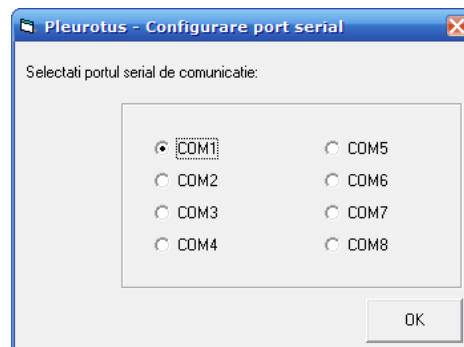 Pleurotus - Configurare port serial
Selectati portul serial de comunicatie:
COM1
COM5
COM2
COM6
COM3
COM7
COM4
COM8
OK